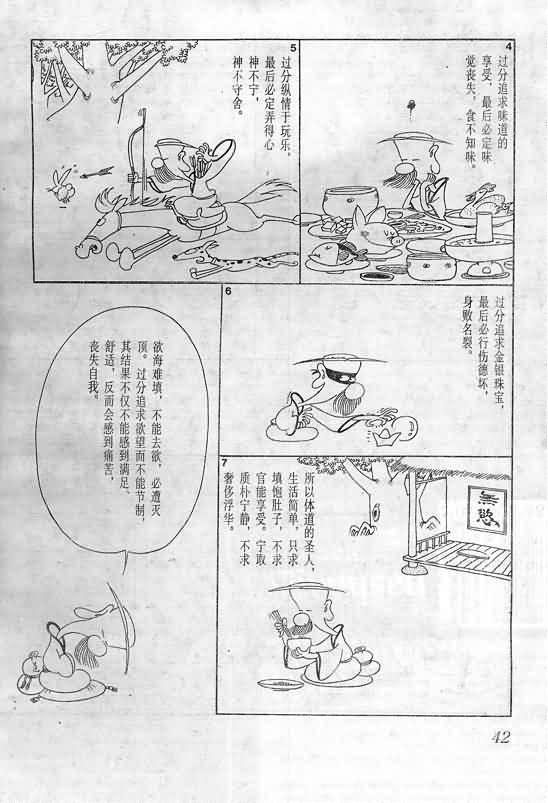 4
过分追求味道的
享受，最后必定味
觉丧失，食不知味。
5
过分纵情于玩乐，
最后必定弄得心
神不宁，
神不守舍。
6
过分追求金银珠宝，
最后必行伤德坏，
身败名裂。
7
所以体道的圣人，
生活简单，只求
填饱肚子，不求
官能享受。宁取
质朴宁静，不求
奢侈浮华。
無慾
欲海难填，不能去欲，必遭灭
顶。过分追求欲望而不能节制，
其结果不仅不能感到满足、
舒适，反而会感到痛苦，
丧失自我。
42